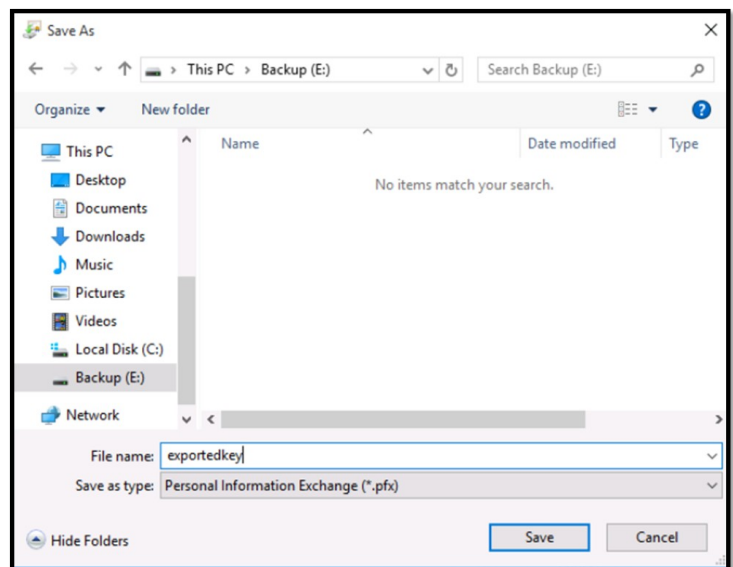 Save As
This PC > Backup (E:)
Search Backup (E:)
Organize
New folder
?
Name
Date modified
Type
No items match your search.
This PC
Desktop
Documents
Downloads
Music
Pictures
Videos
Local Disk (C:)
Backup (E:)
Network
File name: exportedkey
Save as type: Personal Information Exchange (*.pfx)
Hide Folders
Save
Cancel